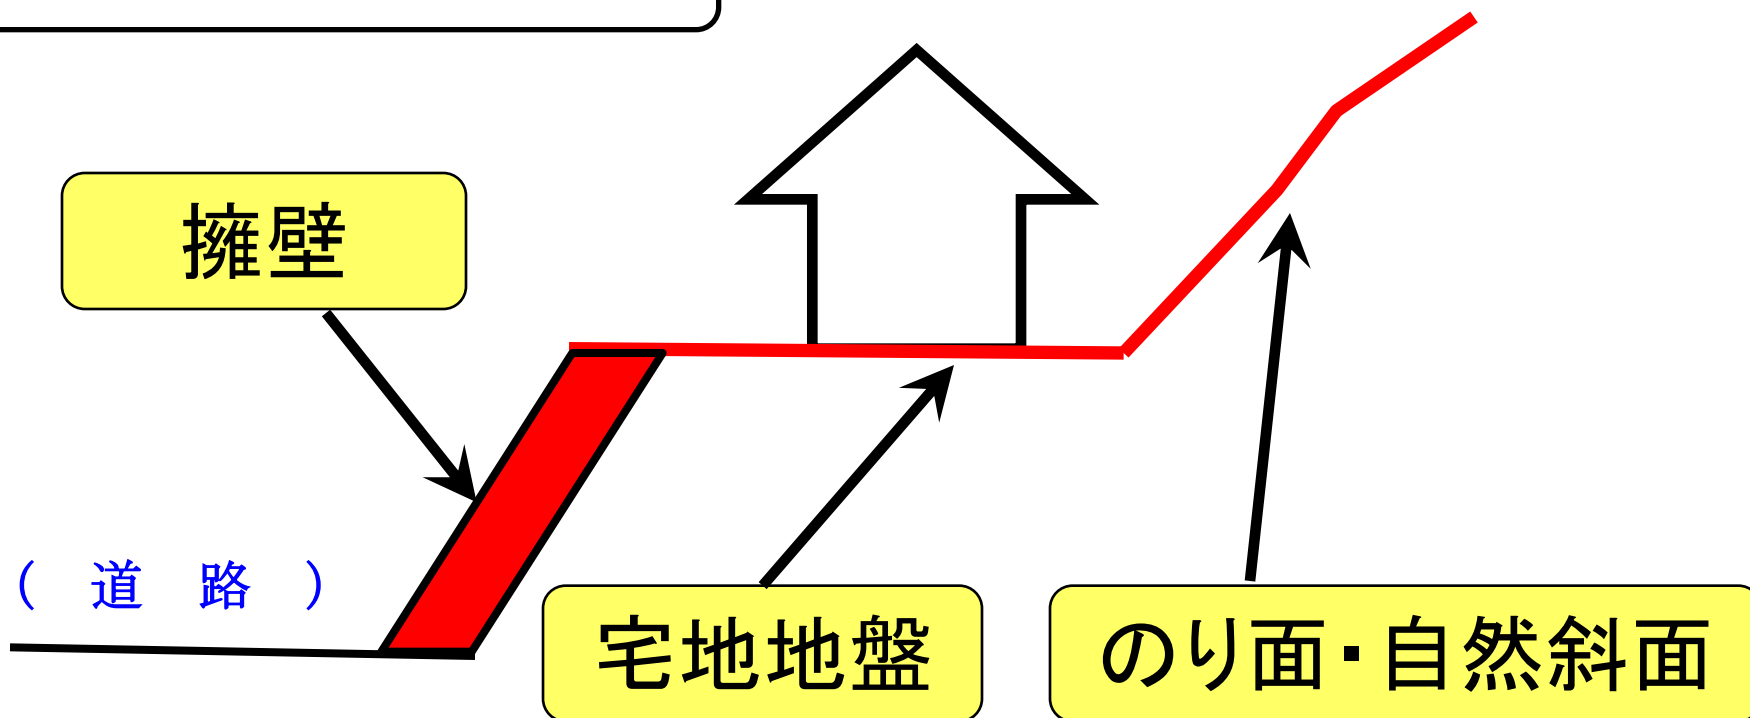 擁壁
（　道　路　）
宅地地盤
のり面・自然斜面